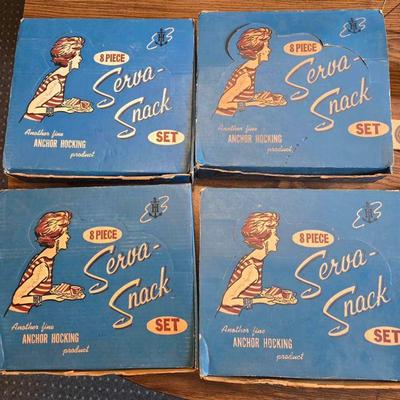 8 PIECE
Serva-
Snack
SET
Another fine
ANCHOR HOCKING
product
8 PIECE
Serva-
Snack
SET
Another fine
ANCHOR HOCKING
product
8 PIECE
Serva-
Snack
SET
Another fine
ANCHOR HOCKING
product
8 PIECE
Serva-
Snack
SET
Another fine
ANCHOR HOCKING
product